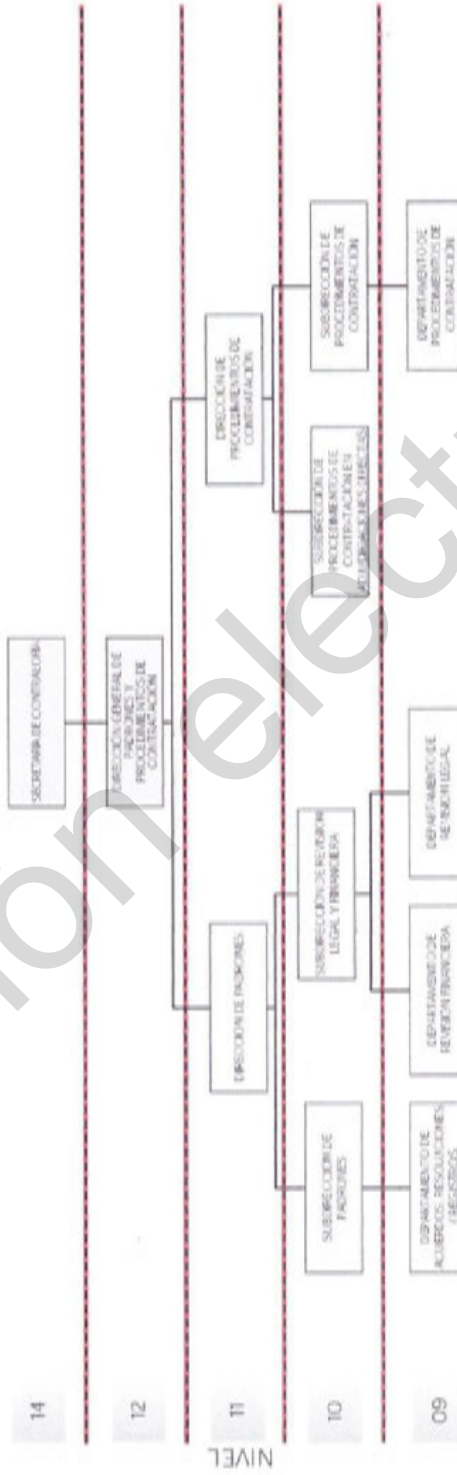 NIVEL
14
SECRETARÍA DE CONTRALORÍA
12
DIRECCIÓN GENERAL DE
PADRONES Y
PROCEDIMIENTOS DE
CONTRATACIÓN
11
DIRECCIÓN DE PADRONES
DIRECCIÓN DE
PROCEDIMIENTOS DE
CONTRATACIÓN
10
SUBDIRECCIÓN DE
PADRONES
SUBDIRECCIÓN DE REVISIÓN
LEGAL Y FINANCIERA
SUBDIRECCIÓN DE
PROCEDIMIENTOS DE
CONTRATACIÓN EN
ADJUDICACIONES DIRECTAS
SUBDIRECCIÓN DE
PROCEDIMIENTOS DE
CONTRATACIÓN
09
DEPARTAMENTO DE
ACUERDOS, RESOLUCIONES
Y REGISTROS
DEPARTAMENTO DE
REVISIÓN FINANCIERA
DEPARTAMENTO DE
REVISIÓN LEGAL
DEPARTAMENTO DE
PROCEDIMIENTOS DE
CONTRATACIÓN